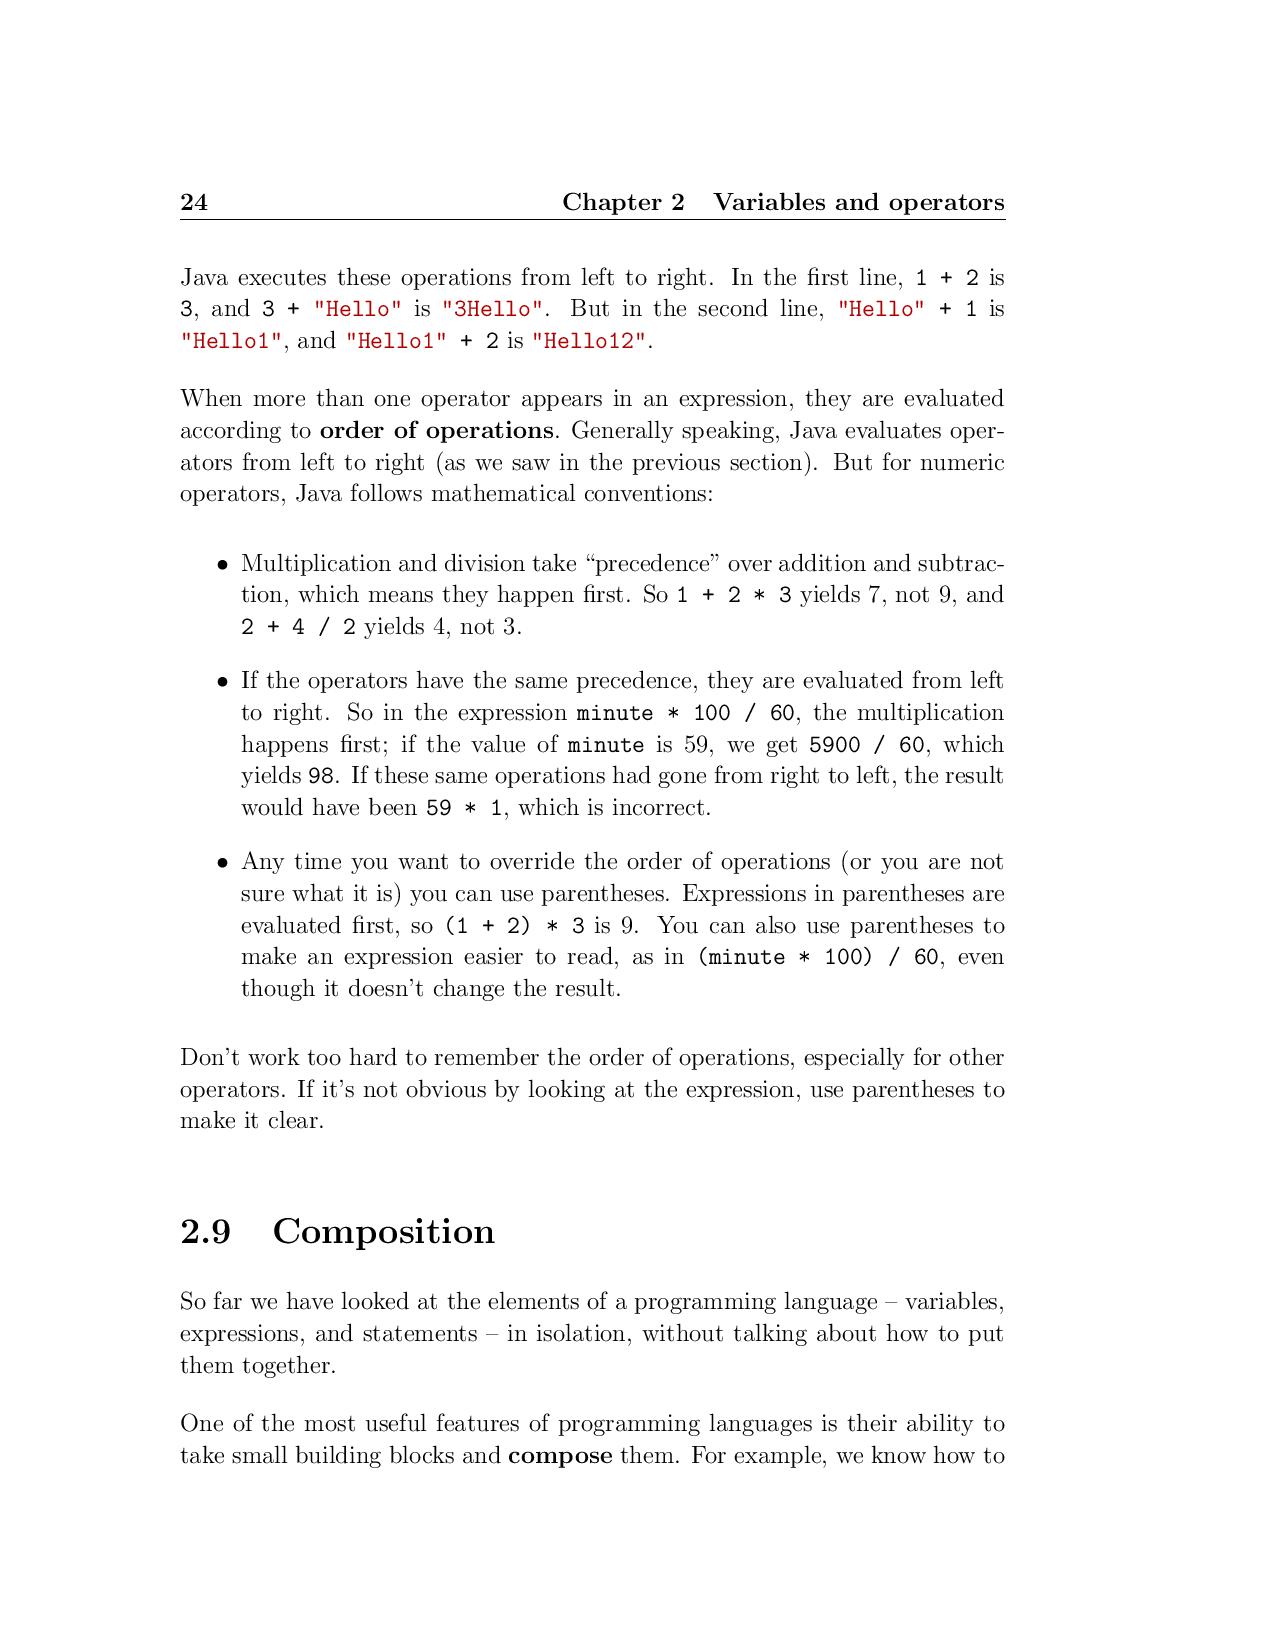 24 Chapter 2 Variables and operators
Java executes these operations from left to right. In the first line, 1 + 2 is
3, and 3 + "Hello" is "3Hello". But in the second line, "Hello" + 1 is
"Hello1", and "Hello1" + 2 is "Hello12".
When more than one operator appears in an expression, they are evaluated
according to order of operations. Generally speaking, Java evaluates oper-
ators from left to right (as we saw in the previous section). But for numeric
operators, Java follows mathematical conventions:
• Multiplication and division take “precedence” over addition and subtrac-
tion, which means they happen first. So 1 + 2 * 3 yields 7, not 9, and
2 + 4 / 2 yields 4, not 3.
• If the operators have the same precedence, they are evaluated from left
to right. So in the expression minute * 100 / 60, the multiplication
happens first; if the value of minute is 59, we get 5900 / 60, which
yields 98. If these same operations had gone from right to left, the result
would have been 59 * 1, which is incorrect.
• Any time you want to override the order of operations (or you are not
sure what it is) you can use parentheses. Expressions in parentheses are
evaluated first, so (1 + 2) * 3 is 9. You can also use parentheses to
make an expression easier to read, as in (minute * 100) / 60, even
though it doesn’t change the result.
Don’t work too hard to remember the order of operations, especially for other
operators. If it’s not obvious by looking at the expression, use parentheses to
make it clear.
2.9 Composition
So far we have looked at the elements of a programming language – variables,
expressions, and statements – in isolation, without talking about how to put
them together.
One of the most useful features of programming languages is their ability to
take small building blocks and compose them. For example, we know how to